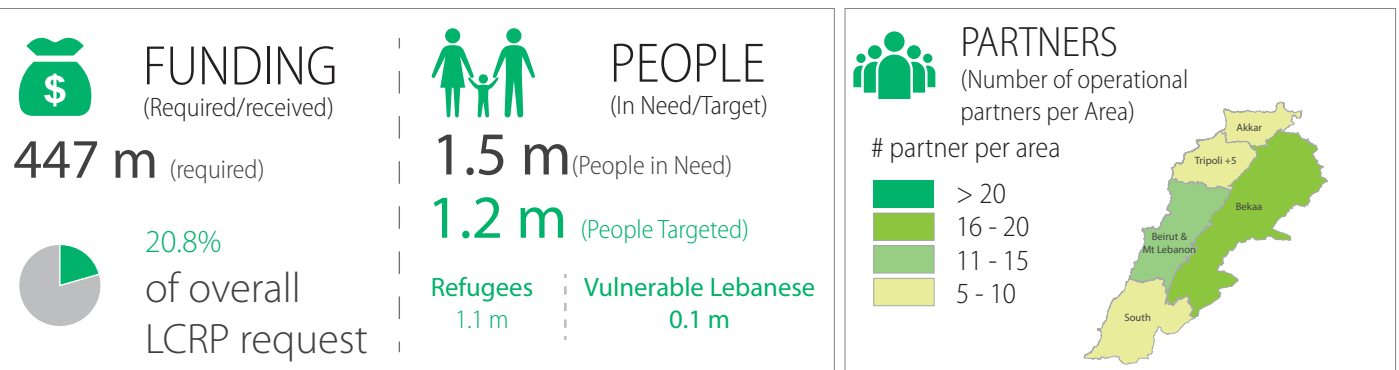 $
FUNDING
(Required/received)
447 m (required)
20.8%
of overall
LCRP request
PEOPLE
(In Need/Target)
1.5 m(People in Need)
1.2 m (People Targeted)
Refugees
1.1 m
Vulnerable Lebanese
0.1 m
PARTNERS
(Number of operational
partners per Area)
# partner per area
> 20
16 - 20
11 - 15
5 - 10
Akkar
Tripoli +5
Bekaa
Beirut &
Mt Lebanon
South